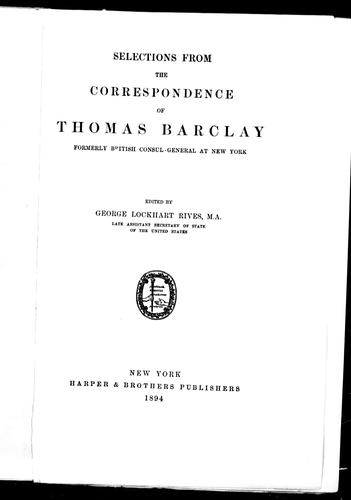 SELECTIONS FROM
THE
CORRESPONDENCE
OF
THOMAS BARCLAY
FORMERLY BRITISH CONSUL-GENERAL AT NEW YORK
EDITED BY
GEORGE LOCKHART RIVES, M.A.
LATE ASSISTANT SECRETARY OF STATE
OF THE UNITED STATES
NEW YORK
HARPER & BROTHERS PUBLISHERS
1894